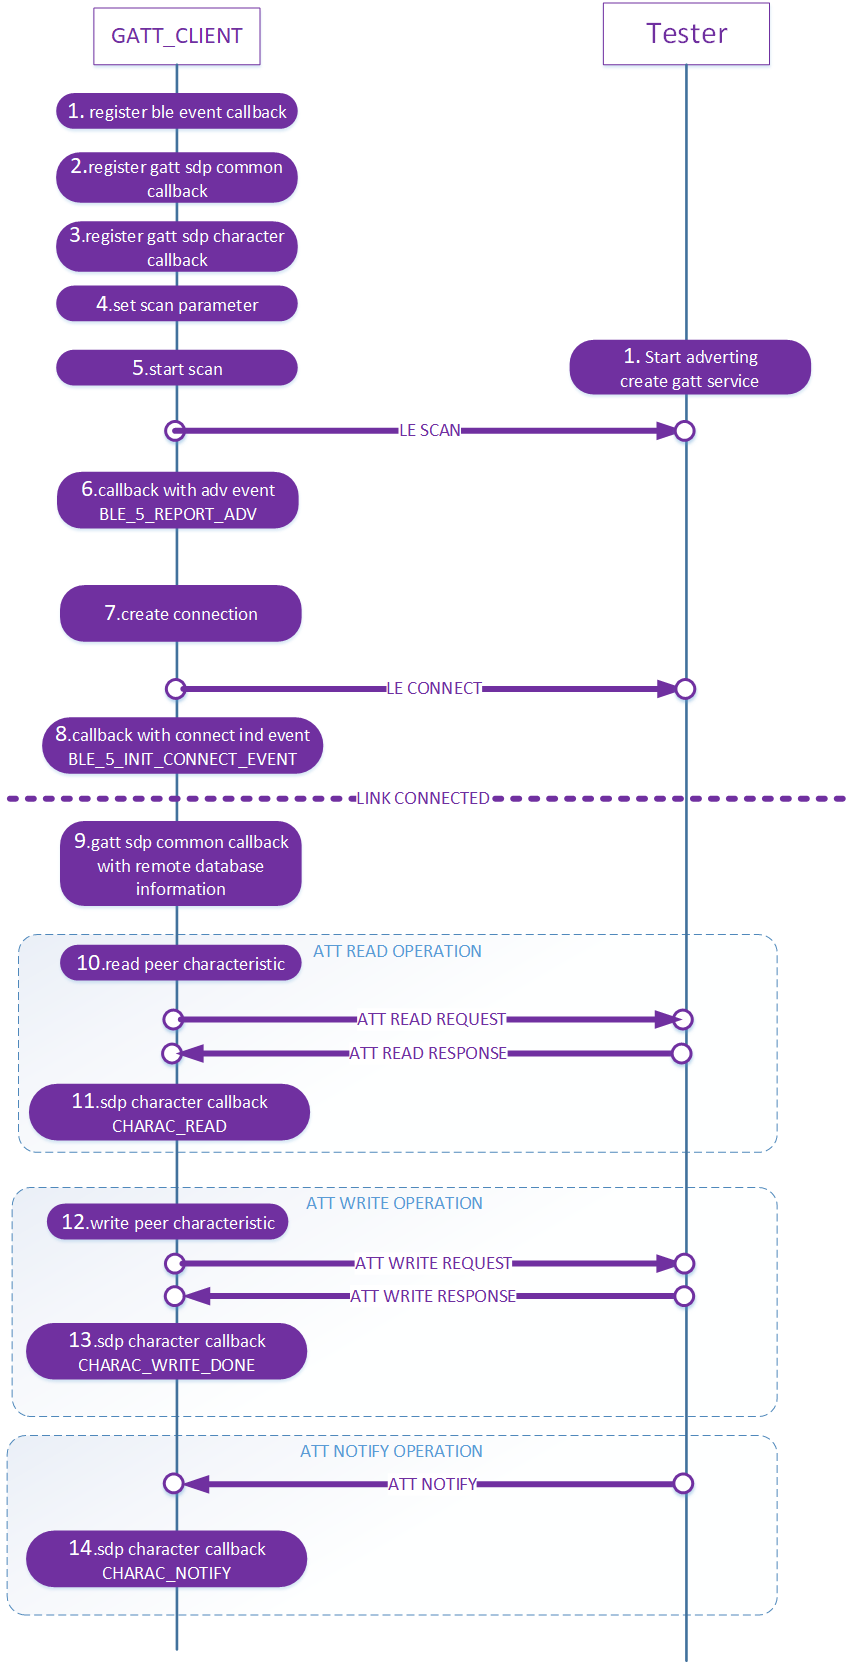 GATT_CLIENT
Tester
1. register ble event callback
2.register gatt sdp common
callback
3.register gatt sdp character
callback
4.set scan parameter
5.start scan
1. Start adverting
create gatt service
LE SCAN
6.callback with adv event
BLE_5_REPORT_ADV
7.create connection
LE CONNECT
8.callback with connect ind event
BLE_5_INIT_CONNECT_EVENT
LINK CONNECTED
9.gatt sdp common callback
with remote database
information
ATT READ OPERATION
10.read peer characteristic
ATT READ REQUEST
ATT READ RESPONSE
11.sdp character callback
CHARAC_READ
ATT WRITE OPERATION
12.write peer characteristic
ATT WRITE REQUEST
ATT WRITE RESPONSE
13.sdp character callback
CHARAC_WRITE_DONE
ATT NOTIFY OPERATION
ATT NOTIFY
14.sdp character callback
CHARAC_NOTIFY